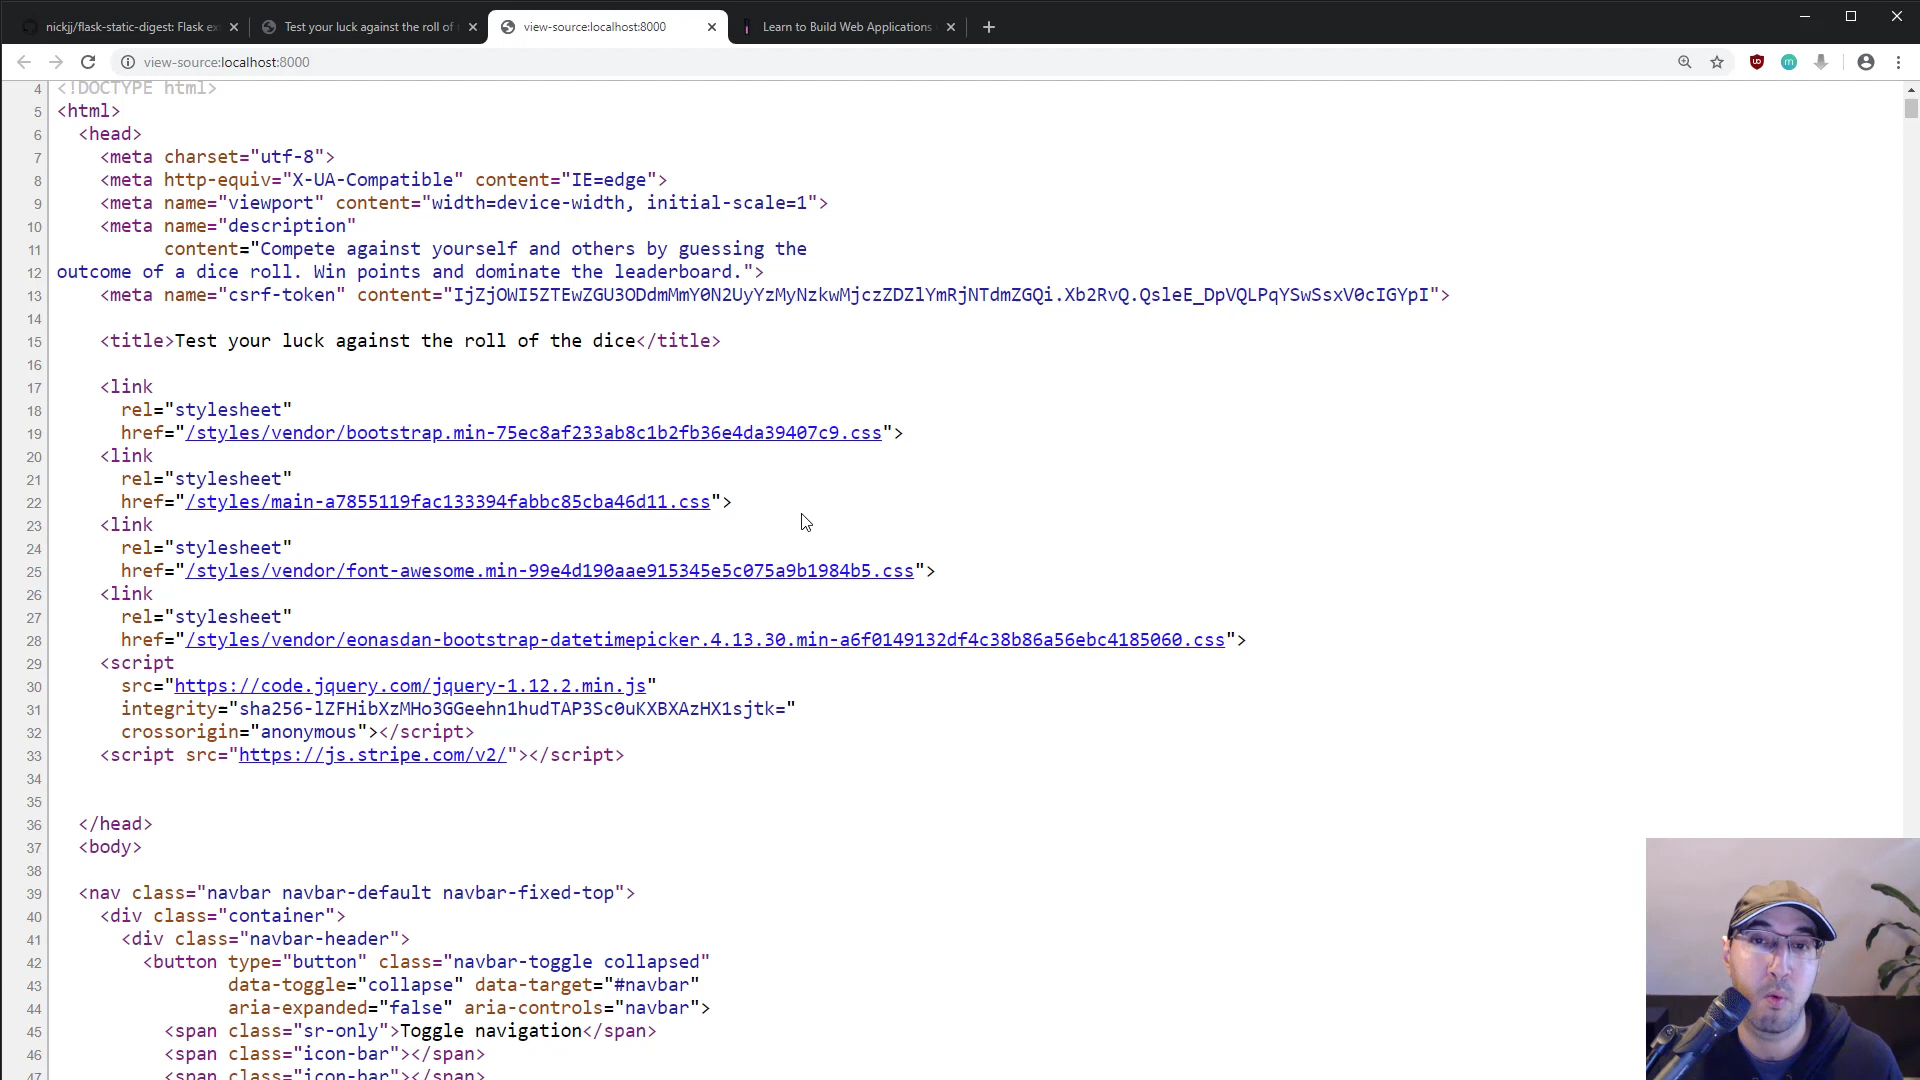 nickjj/flask-static-digest: Flask ex
Test your luck against the roll of
view-source:localhost:8000
Learn to Build Web Applications
view-source:localhost:8000
4 <!DOCTYPE html>
5 <html>
6 <head>
7 <meta charset="utf-8">
8 <meta http-equiv="X-UA-Compatible" content="IE=edge">
9 <meta name="viewport" content="width=device-width, initial-scale=1">
10 <meta name="description"
11 content="Compete against yourself and others by guessing the
12 outcome of a dice roll. Win points and dominate the leaderboard.">
13 <meta name="csrf-token" content="IjZjOWI5ZTEwZGU3ODdmMmY0N2UyYzMyNzkwMjczZDZlYmRjNTdmZGQi.Xb2RvQ.QsleE_DpVQLPqYSwSsxV0cIGYpI">
14
15 <title>Test your luck against the roll of the dice</title>
16
17 <link
18 rel="stylesheet"
19 href="/styles/vendor/bootstrap.min-75ec8af233ab8c1b2fb36e4da39407c9.css">
20 <link
21 rel="stylesheet"
22 href="/styles/main-a7855119fac133394fabbc85cba46d11.css">
23 <link
24 rel="stylesheet"
25 href="/styles/vendor/font-awesome.min-99e4d190aae915345e5c075a9b1984b5.css">
26 <link
27 rel="stylesheet"
28 href="/styles/vendor/eonasdan-bootstrap-datetimepicker.4.13.30.min-a6f0149132df4c38b86a56ebc4185060.css">
29 <script
30 src="https://code.jquery.com/jquery-1.12.2.min.js"
31 integrity="sha256-lZFHibXzMHo3GGeehn1hudTAP3Sc0uKXBXAzHX1sjtk="
32 crossorigin="anonymous"></script>
33 <script src="https://js.stripe.com/v2/"></script>
34
35
36 </head>
37 <body>
38
39 <nav class="navbar navbar-default navbar-fixed-top">
40 <div class="container">
41 <div class="navbar-header">
42 <button type="button" class="navbar-toggle collapsed"
43 data-toggle="collapse" data-target="#navbar"
44 aria-expanded="false" aria-controls="navbar">
45 <span class="sr-only">Toggle navigation</span>
46 <span class="icon-bar"></span>
47 <span class="icon-bar"></span>